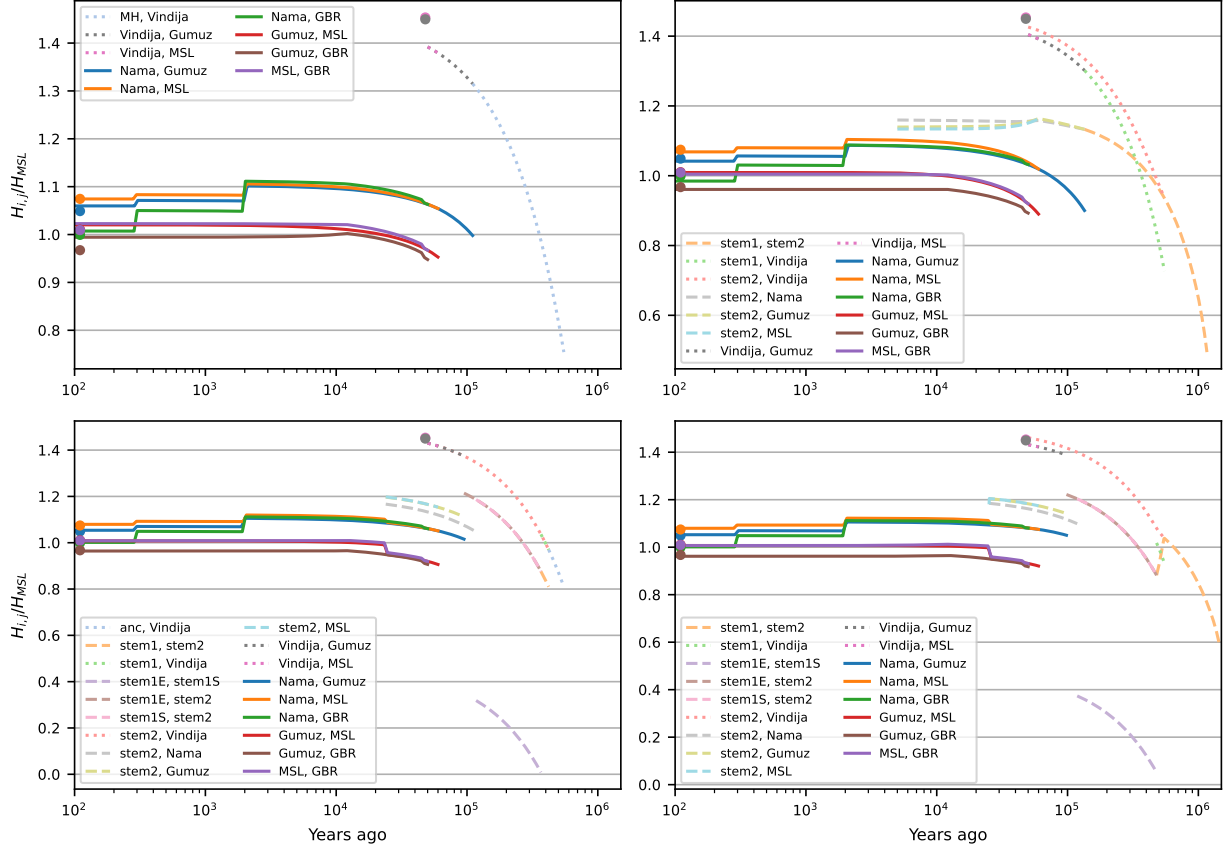 H_{i,j}/H_{MSL}
1.4
1.3
1.2
1.1
1.0
0.9
0.8
10^2
10^3
10^4
10^5
10^6
MH, Vindija
Vindija, Gumuz
Vindija, MSL
Nama, Gumuz
Nama, MSL
Nama, GBR
Gumuz, MSL
Gumuz, GBR
MSL, GBR
1.4
1.2
1.0
0.8
0.6
10^2
10^3
10^4
10^5
10^6
stem1, stem2
stem1, Vindija
stem2, Vindija
stem2, Nama
stem2, Gumuz
stem2, MSL
Vindija, Gumuz
Vindija, MSL
Nama, Gumuz
Nama, MSL
Nama, GBR
Gumuz, MSL
Gumuz, GBR
MSL, GBR
H_{i,j}/H_{MSL}
1.4
1.2
1.0
0.8
0.6
0.4
0.2
0.0
10^2
10^3
10^4
10^5
10^6
Years ago
anc, Vindija
stem1, stem2
stem1, Vindija
stem1E, stem1S
stem1E, stem2
stem1S, stem2
stem2, Vindija
stem2, Nama
stem2, Gumuz
stem2, MSL
Vindija, Gumuz
Vindija, MSL
Nama, Gumuz
Nama, MSL
Nama, GBR
Gumuz, MSL
Gumuz, GBR
MSL, GBR
1.4
1.2
1.0
0.8
0.6
0.4
0.2
0.0
10^2
10^3
10^4
10^5
10^6
Years ago
stem1, stem2
stem1, Vindija
stem1E, stem1S
stem1E, stem2
stem1S, stem2
stem2, Vindija
stem2, Nama
stem2, Gumuz
stem2, MSL
Vindija, Gumuz
Vindija, MSL
Nama, Gumuz
Nama, MSL
Nama, GBR
Gumuz, MSL
Gumuz, GBR
MSL, GBR